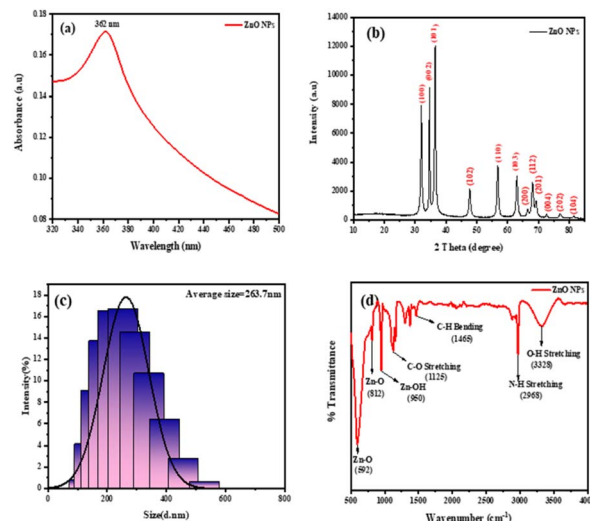 (a)
362 nm
ZnO NPs
0.18
0.16
0.14
0.12
0.10
0.08
Absorbance (a.u)
320 340 360 380 400 420 440 460 480 500
Wavelength (nm)
(b)
ZnO NPs
14000
12000
10000
8000
6000
4000
2000
0
Intensity (a.u)
(100)
(002)
(101)
(102)
(110)
(103)
(200)
(112)
(201)
(004)
(202)
(104)
10 20 30 40 50 60 70 80
2 Theta (degree)
(c)
Average size=263.7nm
18
16
14
12
10
8
6
4
2
0
Intensity(%)
0 200 400 600 800
Size(d.nm)
(d)
ZnO NPs
% Transmittance
C-H Bending
(1465)
C-O Stretching
(1125)
O-H Stretching
(3328)
N-H Stretching
(2968)
Zn-O
(812)
Zn-OH
(950)
Zn-O
(592)
500 1000 1500 2000 2500 3000 3500 4000
Wavenumber (cm-1)